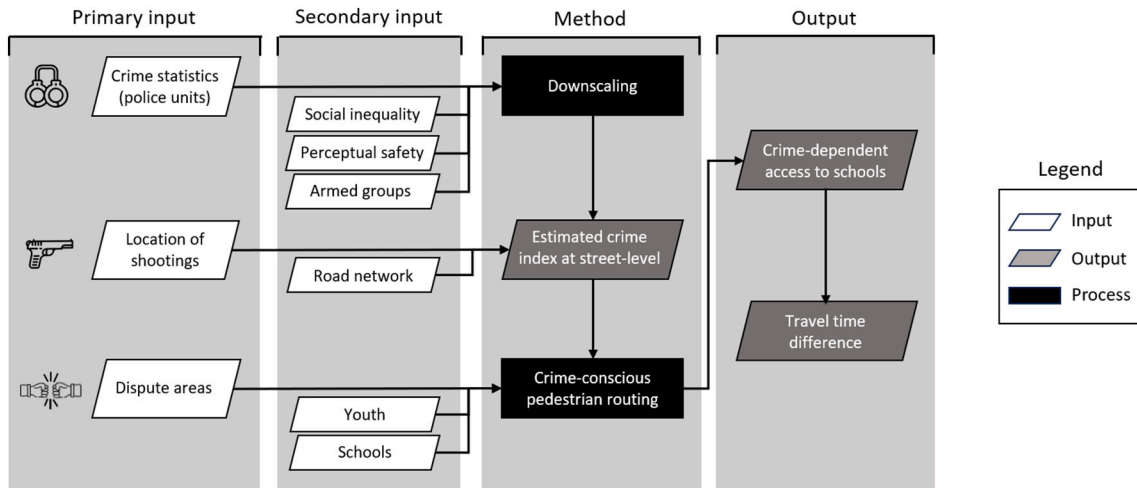 Primary input
Secondary input
Method
Output
Crime statistics
(police units)
Social inequality
Perceptual safety
Armed groups
Downscaling
Crime-dependent
access to schools
Location of
shootings
Road network
Estimated crime
index at street-level
Travel time
difference
Dispute areas
Youth
Schools
Crime-conscious
pedestrian routing
Legend
Input
Output
Process